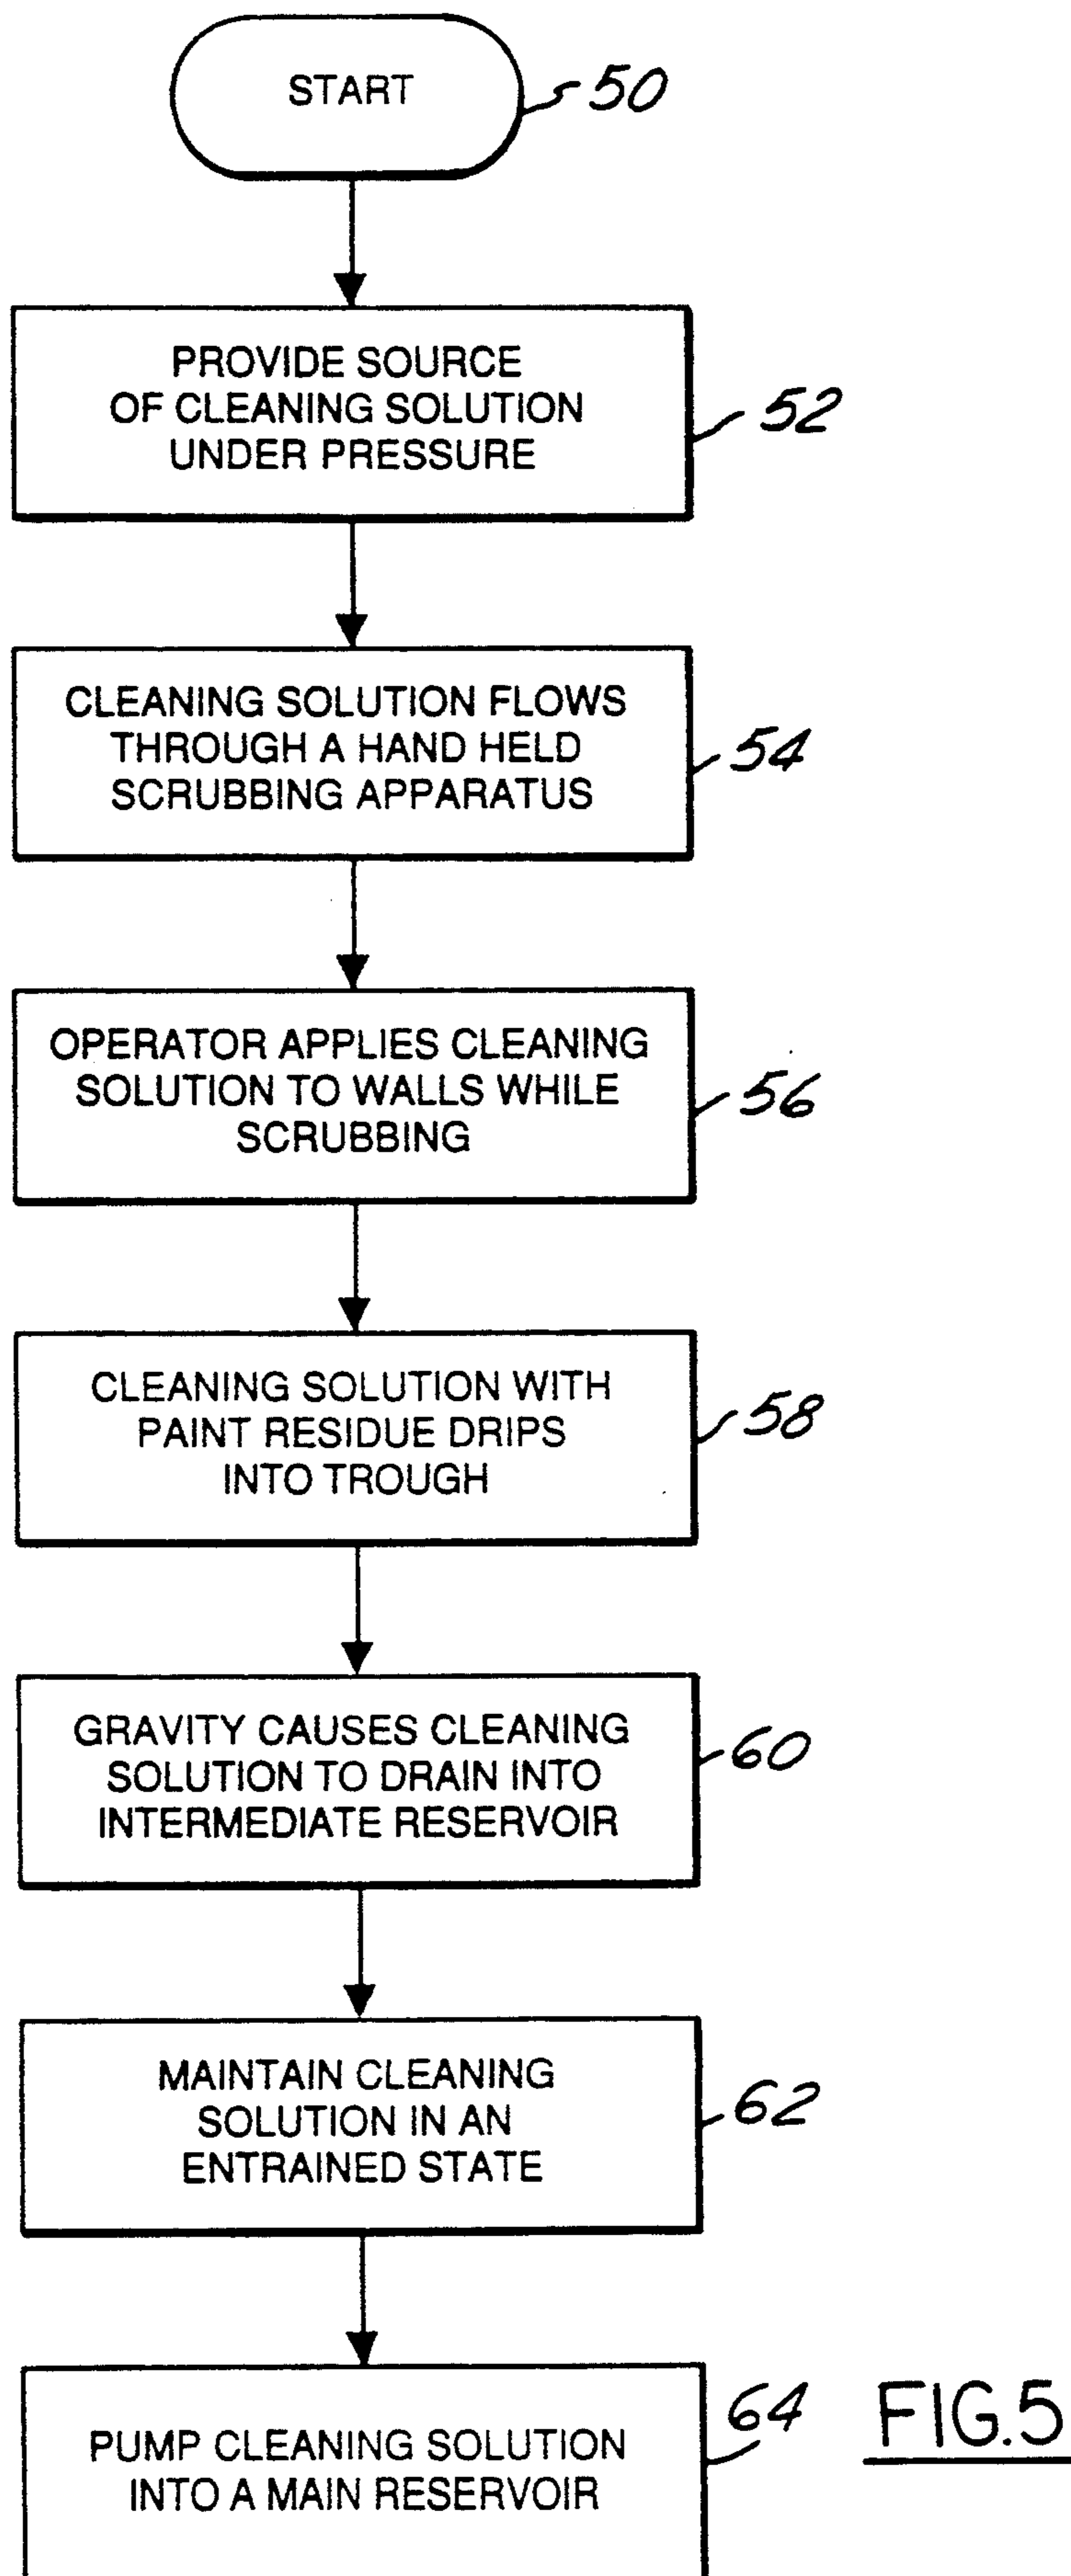 START
50
PROVIDE SOURCE
OF CLEANING SOLUTION
UNDER PRESSURE
52
CLEANING SOLUTION FLOWS
THROUGH A HAND HELD
SCRUBBING APPARATUS
54
OPERATOR APPLIES CLEANING
SOLUTION TO WALLS WHILE
SCRUBBING
56
CLEANING SOLUTION WITH
PAINT RESIDUE DRIPS
INTO TROUGH
58
GRAVITY CAUSES CLEANING
SOLUTION TO DRAIN INTO
INTERMEDIATE RESERVOIR
60
MAINTAIN CLEANING
SOLUTION IN AN
ENTRAINED STATE
62
PUMP CLEANING SOLUTION
INTO A MAIN RESERVOIR
64
FIG.5